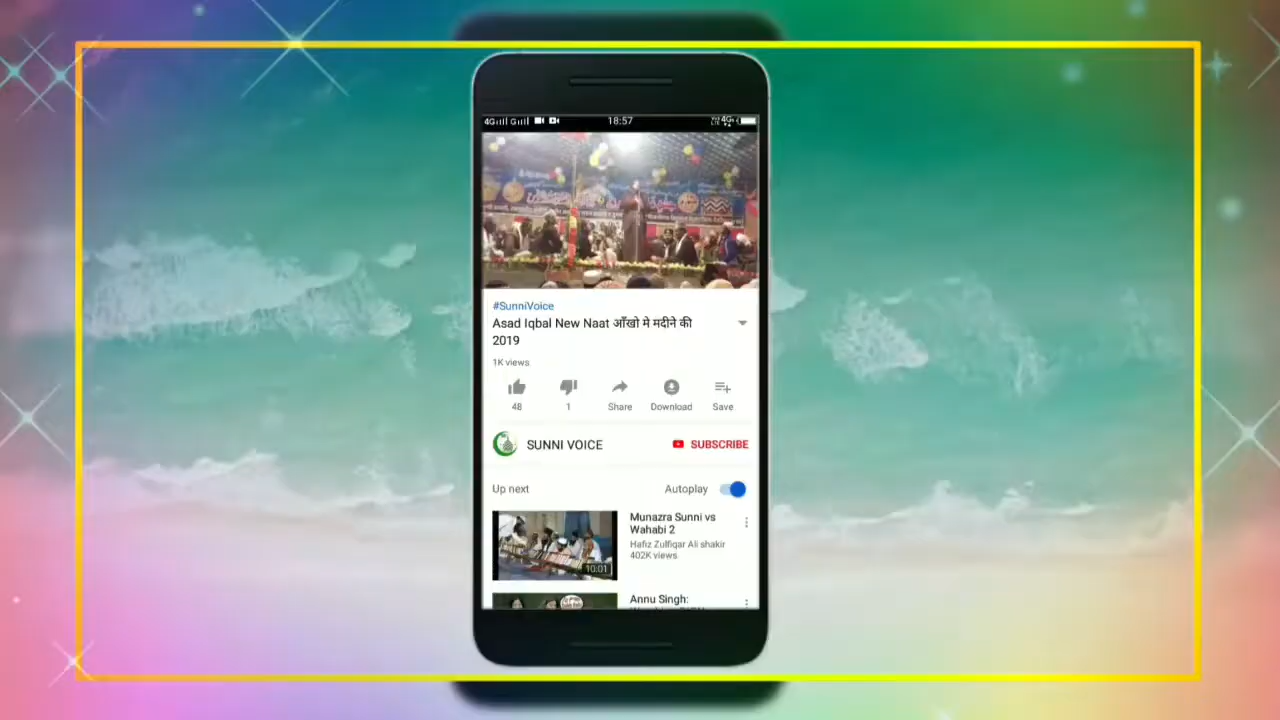 18:57
#SunniVoice
Asad Iqbal New Naat आँखो मे मदीने की
2019
1K views
48
1
Share
Download
Save
SUNNI VOICE
SUBSCRIBE
Up next
Autoplay
Munazra Sunni vs
Wahabi 2
Hafiz Zulfiqar Ali shakir
402K views
10:01
Annu Singh: